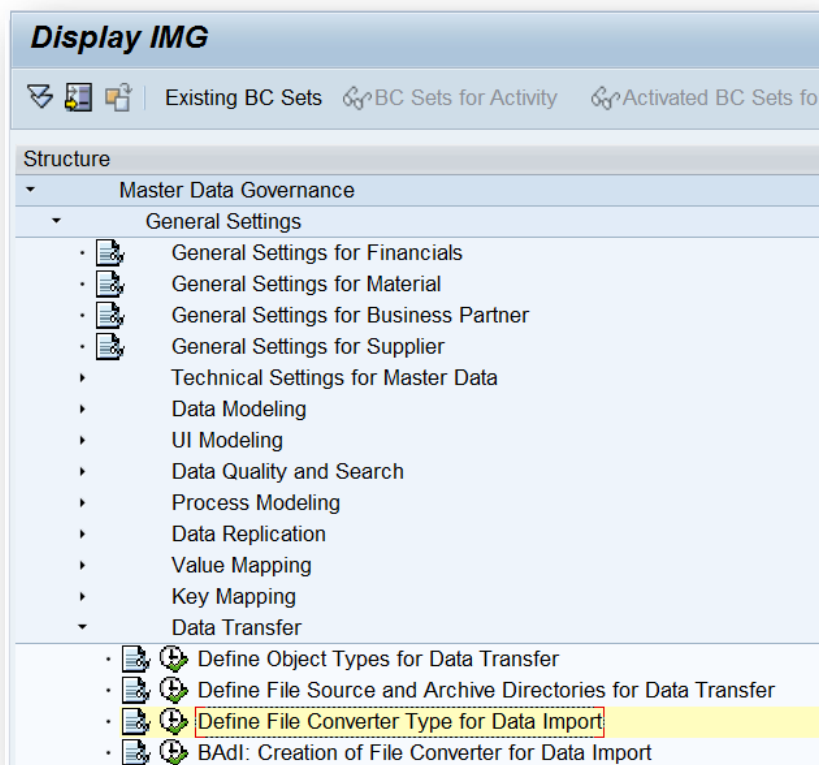 Display IMG
Existing BC Sets BC Sets for Activity Activated BC Sets fo
Structure
Master Data Governance
General Settings
General Settings for Financials
General Settings for Material
General Settings for Business Partner
General Settings for Supplier
Technical Settings for Master Data
Data Modeling
UI Modeling
Data Quality and Search
Process Modeling
Data Replication
Value Mapping
Key Mapping
Data Transfer
Define Object Types for Data Transfer
Define File Source and Archive Directories for Data Transfer
Define File Converter Type for Data Import
BAdI: Creation of File Converter for Data Import